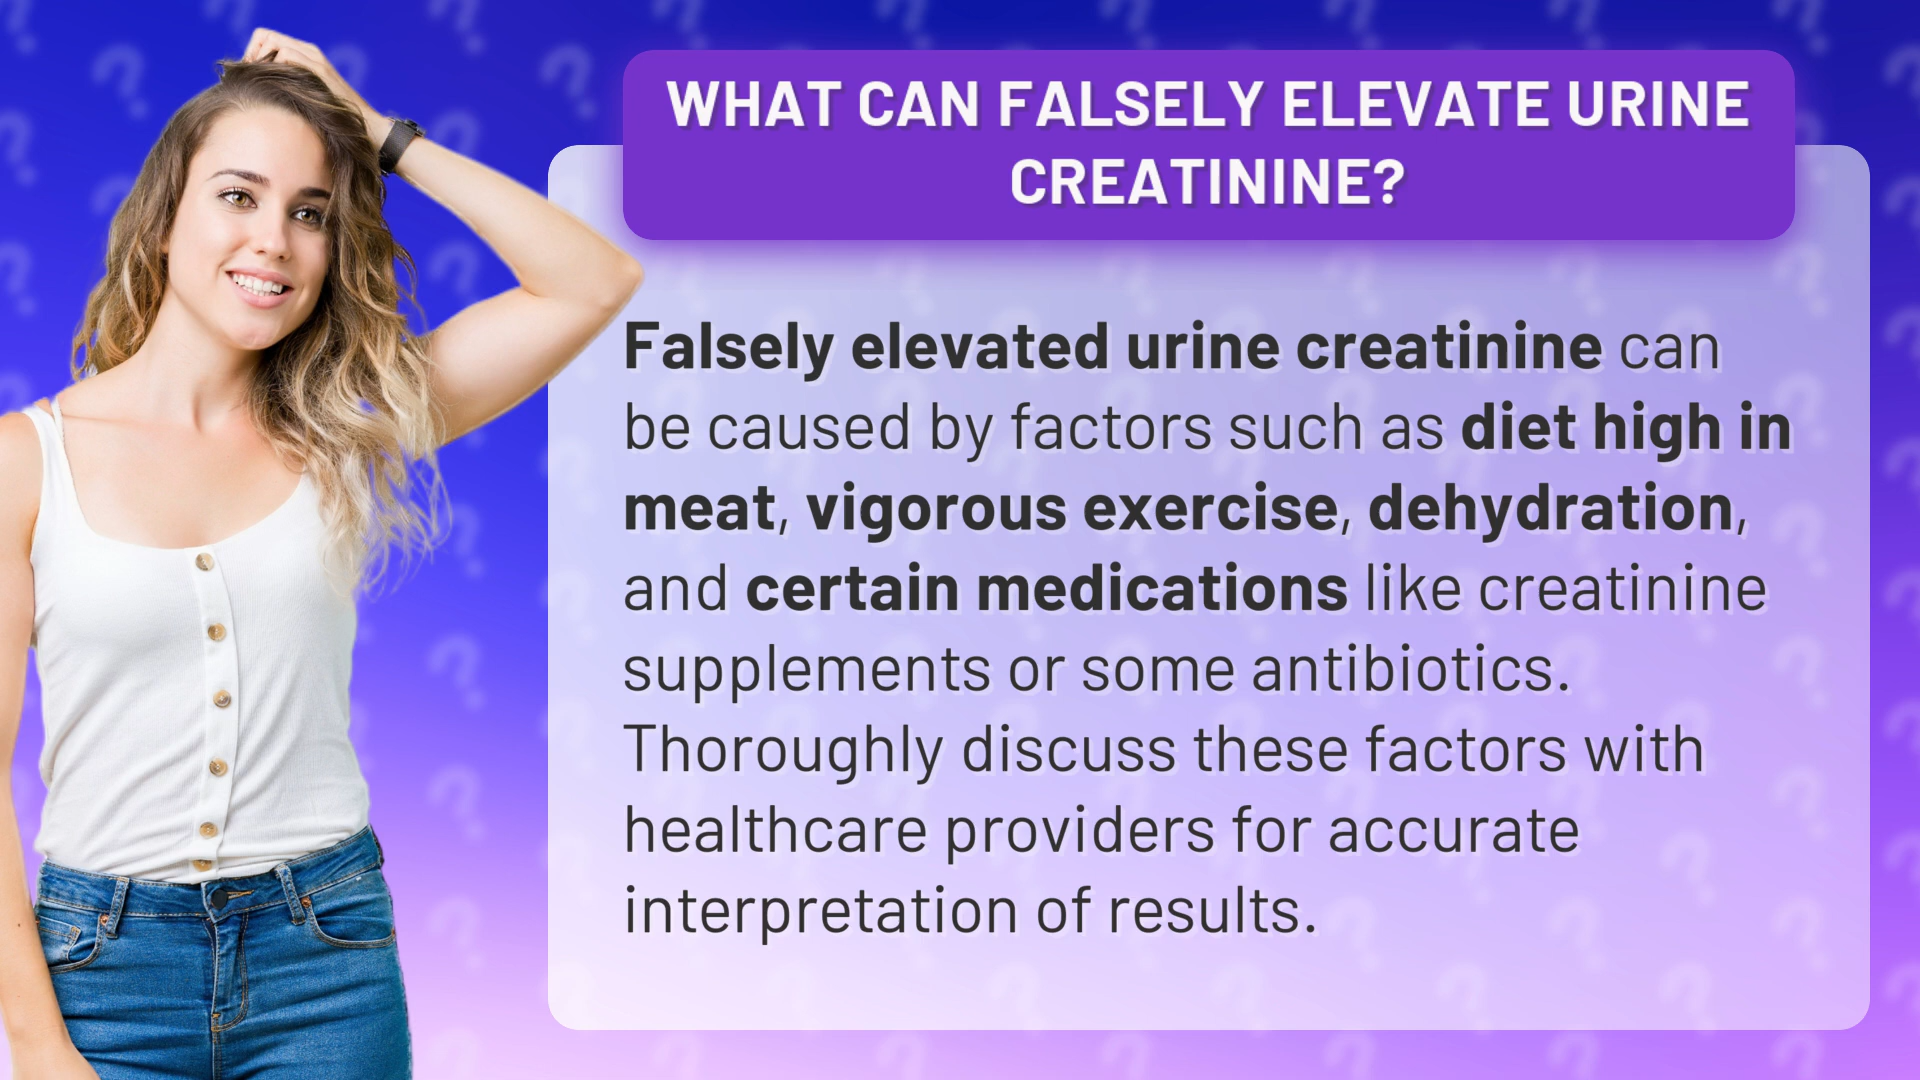 WHAT CAN FALSELY ELEVATE URINE
CREATININE?
Falsely elevated urine creatinine can
be caused by factors such as diet high in
meat, vigorous exercise, dehydration,
and certain medications like creatinine
supplements or some antibiotics.
Thoroughly discuss these factors with
healthcare providers for accurate
interpretation of results.